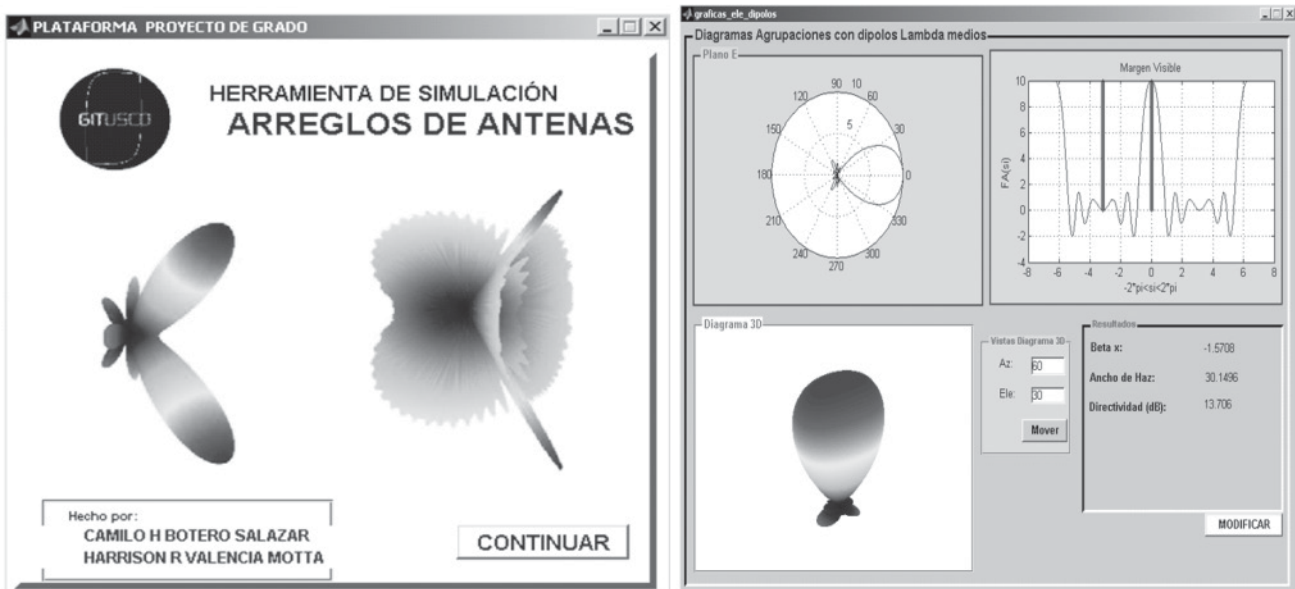 PLATAFORMA PROYECTO DE GRADO
GITUSCO
HERRAMIENTA DE SIMULACIÓN
ARREGLOS DE ANTENAS
Hecho por:
CAMILO H BOTERO SALAZAR
HARRISON R VALENCIA MOTTA
CONTINUAR
graficas_ele_dipolos
Diagramas Agrupaciones con dipolos Lambda medios
Plano E
90
10
120
60
5
150
30
180
0
210
330
240
300
270
Margen Visible
FA(si)
10
8
6
4
2
0
-2
-4
-8
-6
-4
-2
0
2
4
6
8
-2*pi<si<2*pi
Diagrama 3D
Vistas Diagrama 3D
Az: 60
Ele: 30
Mover
Resultados
Beta x: -1.5708
Ancho de Haz: 30.1496
Directividad (dB): 13.706
MODIFICAR